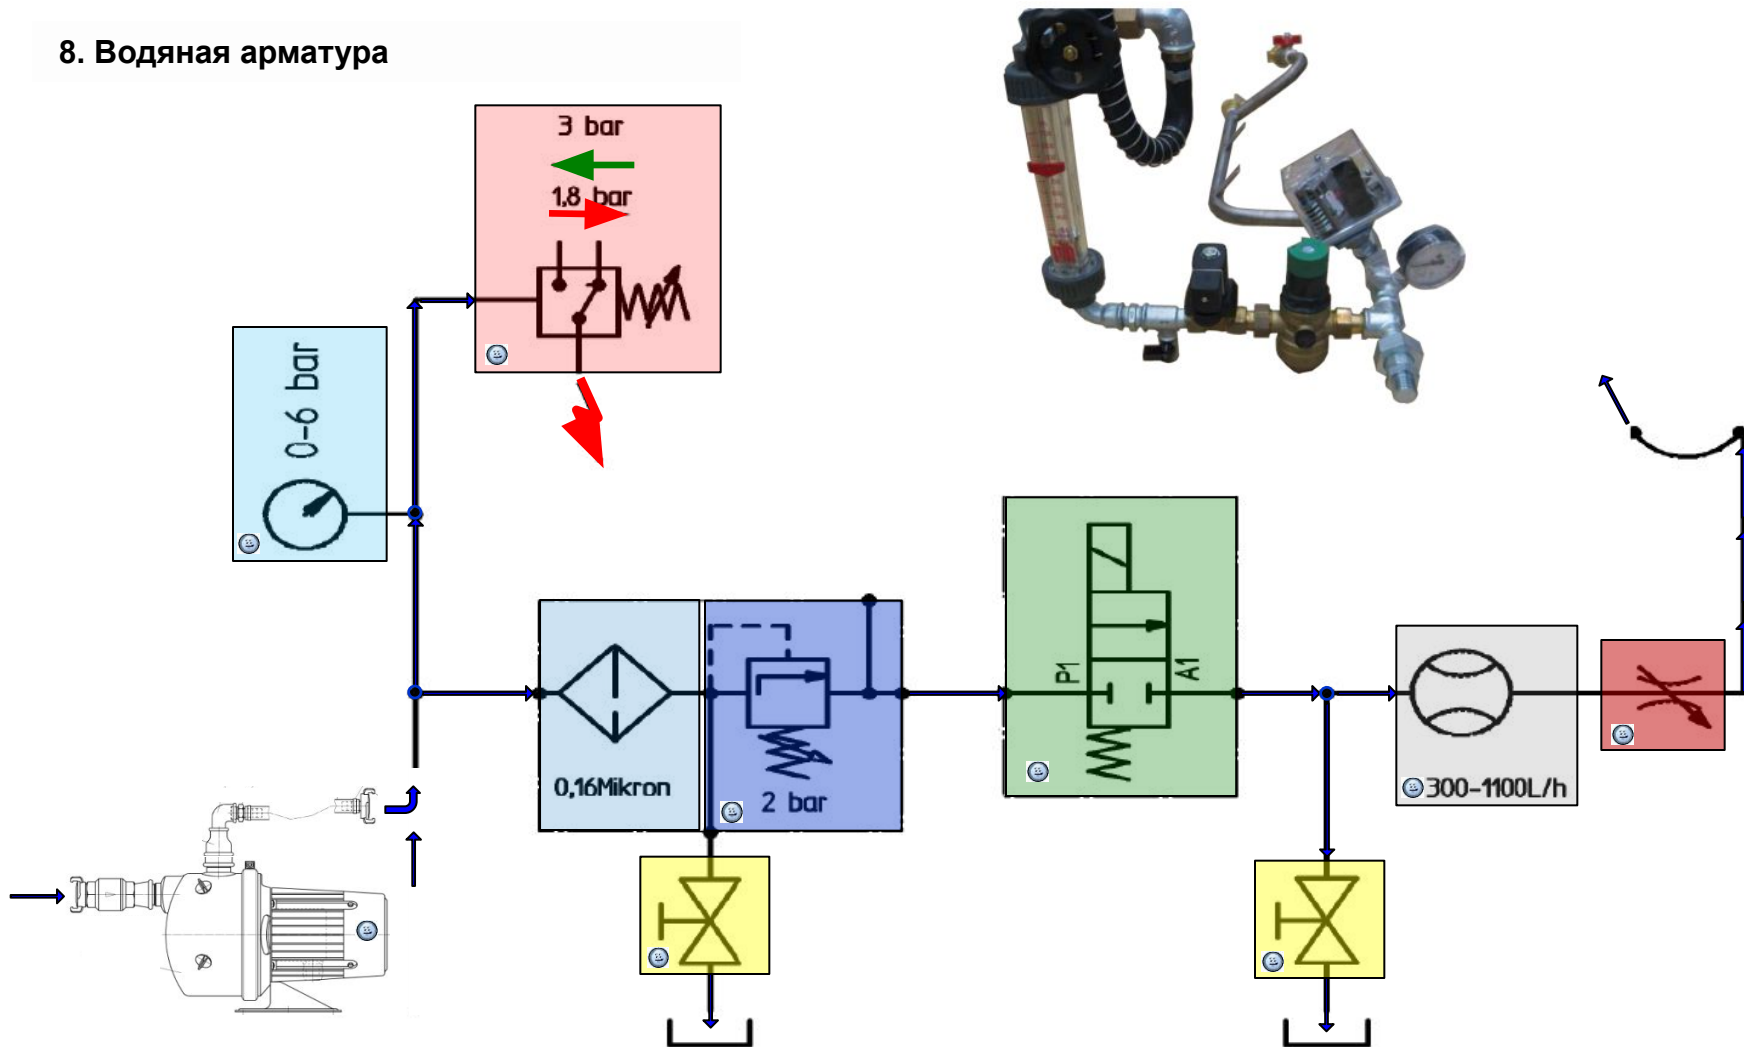 8. Водяная арматура
3 bar
1,8 bar
0-6 bar
0,16Mikron
2 bar
P1
A1
300-1100L/h